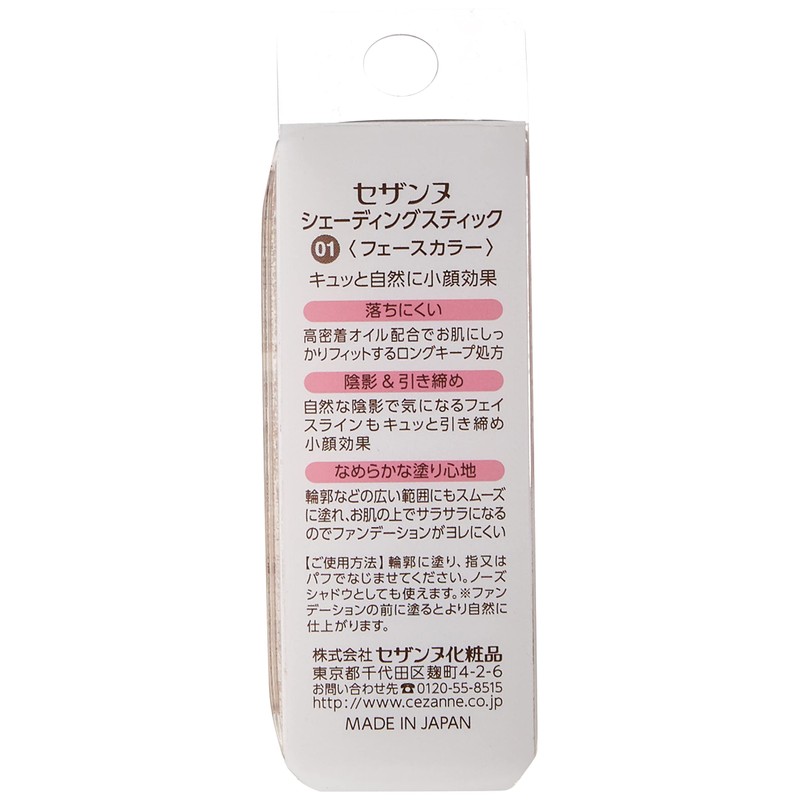 セザンヌ
シェーディングスティック
01〈フェースカラー〉
キュッと自然に小顔効果
落ちにくい
高密着オイル配合でお肌にしっ
かりフィットするロングキープ処方
陰影&引き締め
自然な陰影で気になるフェイ
スラインもキュッと引き締め
小顔効果
なめらかな塗り心地
輪郭などの広い範囲にもスムーズ
に塗れ、お肌の上でサラサラになる
のでファンデーションがヨレにくい
【ご使用方法】輪郭に塗り、指又は
パフでなじませてください。ノーズ
シャドウとしても使えます。※ファン
デーションの前に塗るとより自然に
仕上がります。
株式会社セザンヌ化粧品
東京都千代田区麹町4-2-6
お問い合わせ先☎0120-55-8515
http://www.cezanne.co.jp
MADE IN JAPAN